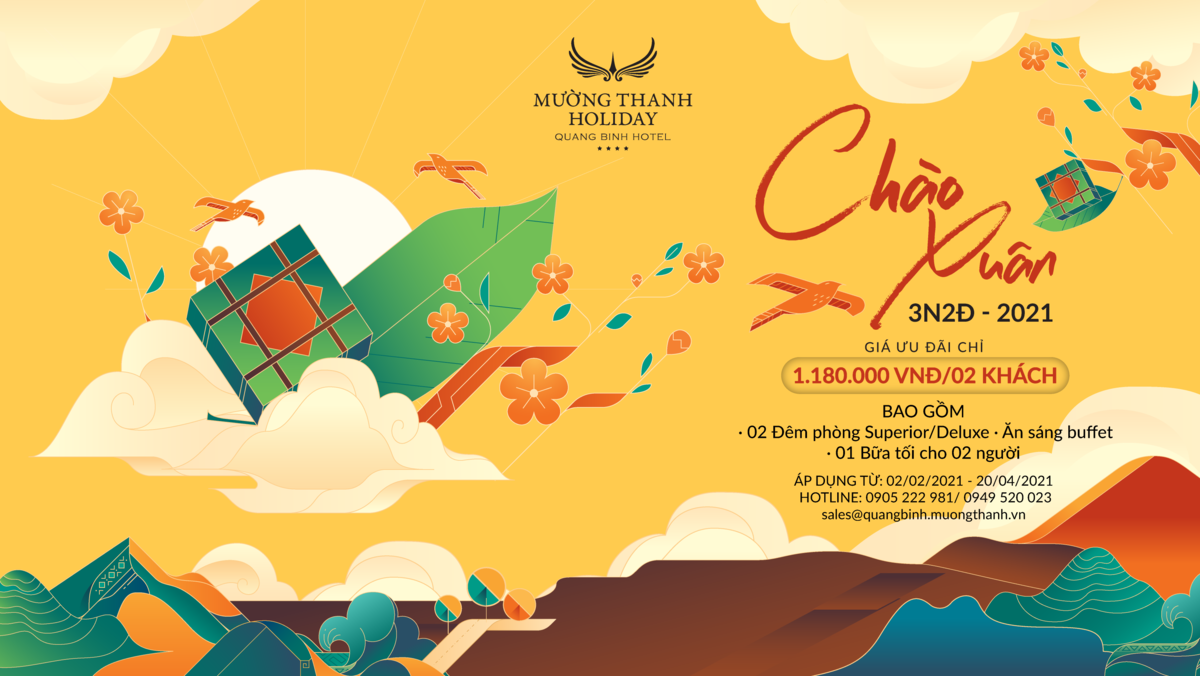 MƯỜNG THANH
HOLIDAY
QUANG BINH HOTEL
Chào
Xuân
3N2Đ - 2021
GIÁ ƯU ĐÃI CHỈ
1.180.000 VNĐ/02 KHÁCH
BAO GỒM
· 02 Đêm phòng Superior/Deluxe · Ăn sáng buffet
· 01 Bữa tối cho 02 người
ÁP DỤNG TỪ: 02/02/2021 - 20/04/2021
HOTLINE: 0905 222 981/ 0949 520 023
sales@quangbinh.muongthanh.vn